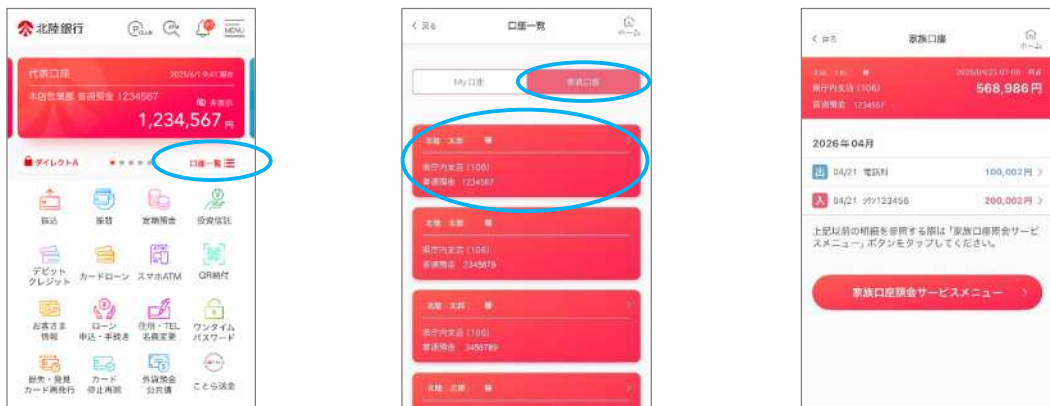 北陸銀行
MENU
代表口座
2025/6/1 9:41 現在
本店営業部 普通預金 1234567
非表示
1,234,567 円
ダイレクトA
口座一覧
振込
振替
定期預金
投資信託
デビット
クレジット
カードローン
スマホATM
QR納付
お客さま
情報
ローン
申込・手続き
住所・TEL
名義変更
ワンタイム
パスワード
紛失・発見
カード再発行
カード
停止再開
外貨預金
公共債
ことら送金
戻る
口座一覧
ホーム
My口座
家族口座
北陸 太郎 様
県庁内支店 (106)
普通預金 1234567
北陸 太郎 様
県庁内支店 (106)
普通預金 2345678
北陸 太郎 様
県庁内支店 (106)
普通預金 3456789
北陸 太郎 様
戻る
家族口座
ホーム
県庁内支店 (106)
568,986円
普通預金 1234567
2026年04月
出 04/21 電話料 100,002円
入 04/21 200,002円
上記以前の明細を参照する際は「家族口座照会サービ
スメニュー」ボタンをタップしてください。
家族口座照会サービスメニュー